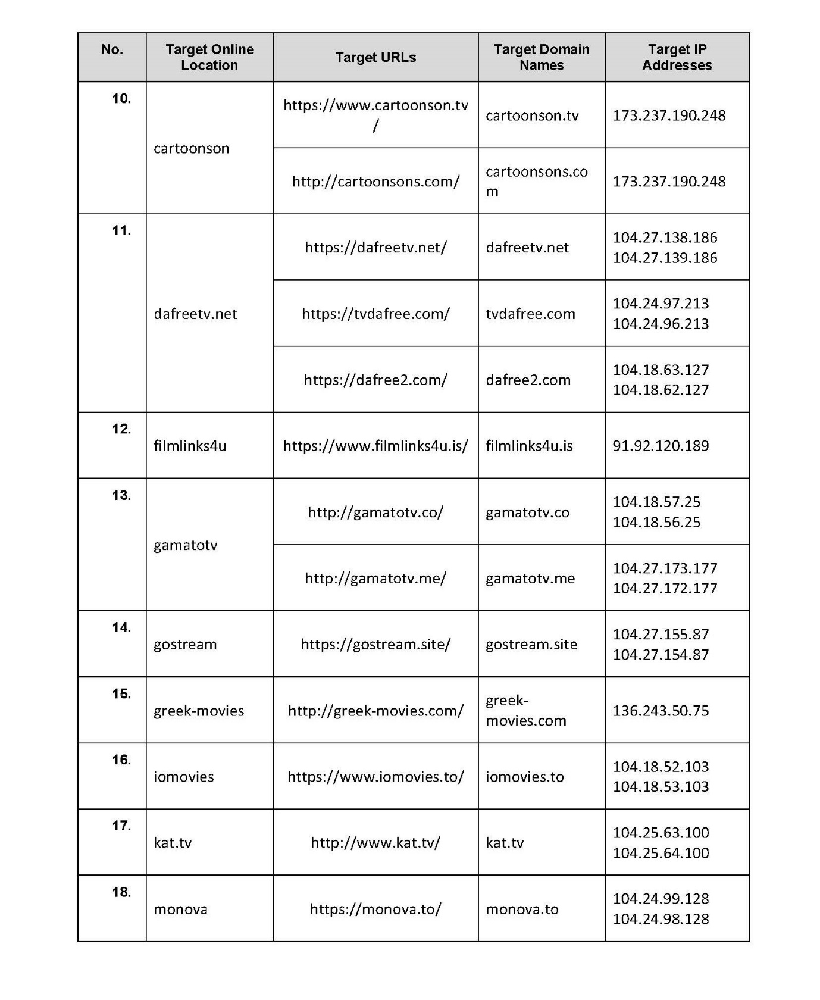 No.
Target Online
Location
Target URLs
Target Domain
Names
Target IP
Addresses
10.
cartoonson
https://www.cartoonson.tv
/
cartoonson.tv
173.237.190.248
http://cartoonsons.com/
cartoonsons.co
m
173.237.190.248
11.
dafreetv.net
https://dafreetv.net/
dafreetv.net
104.27.138.186
104.27.139.186
https://tvdafree.com/
tvdafree.com
104.24.97.213
104.24.96.213
https://dafree2.com/
dafree2.com
104.18.63.127
104.18.62.127
12.
filmlinks4u
https://www.filmlinks4u.is/
filmlinks4u.is
91.92.120.189
13.
gamatotv
http://gamatotv.co/
gamatotv.co
104.18.57.25
104.18.56.25
http://gamatotv.me/
gamatotv.me
104.27.173.177
104.27.172.177
14.
gostream
https://gostream.site/
gostream.site
104.27.155.87
104.27.154.87
15.
greek-movies
http://greek-movies.com/
greek-
movies.com
136.243.50.75
16.
iomovies
https://www.iomovies.to/
iomovies.to
104.18.52.103
104.18.53.103
17.
kat.tv
http://www.kat.tv/
kat.tv
104.25.63.100
104.25.64.100
18.
monova
https://monova.to/
monova.to
104.24.99.128
104.24.98.128